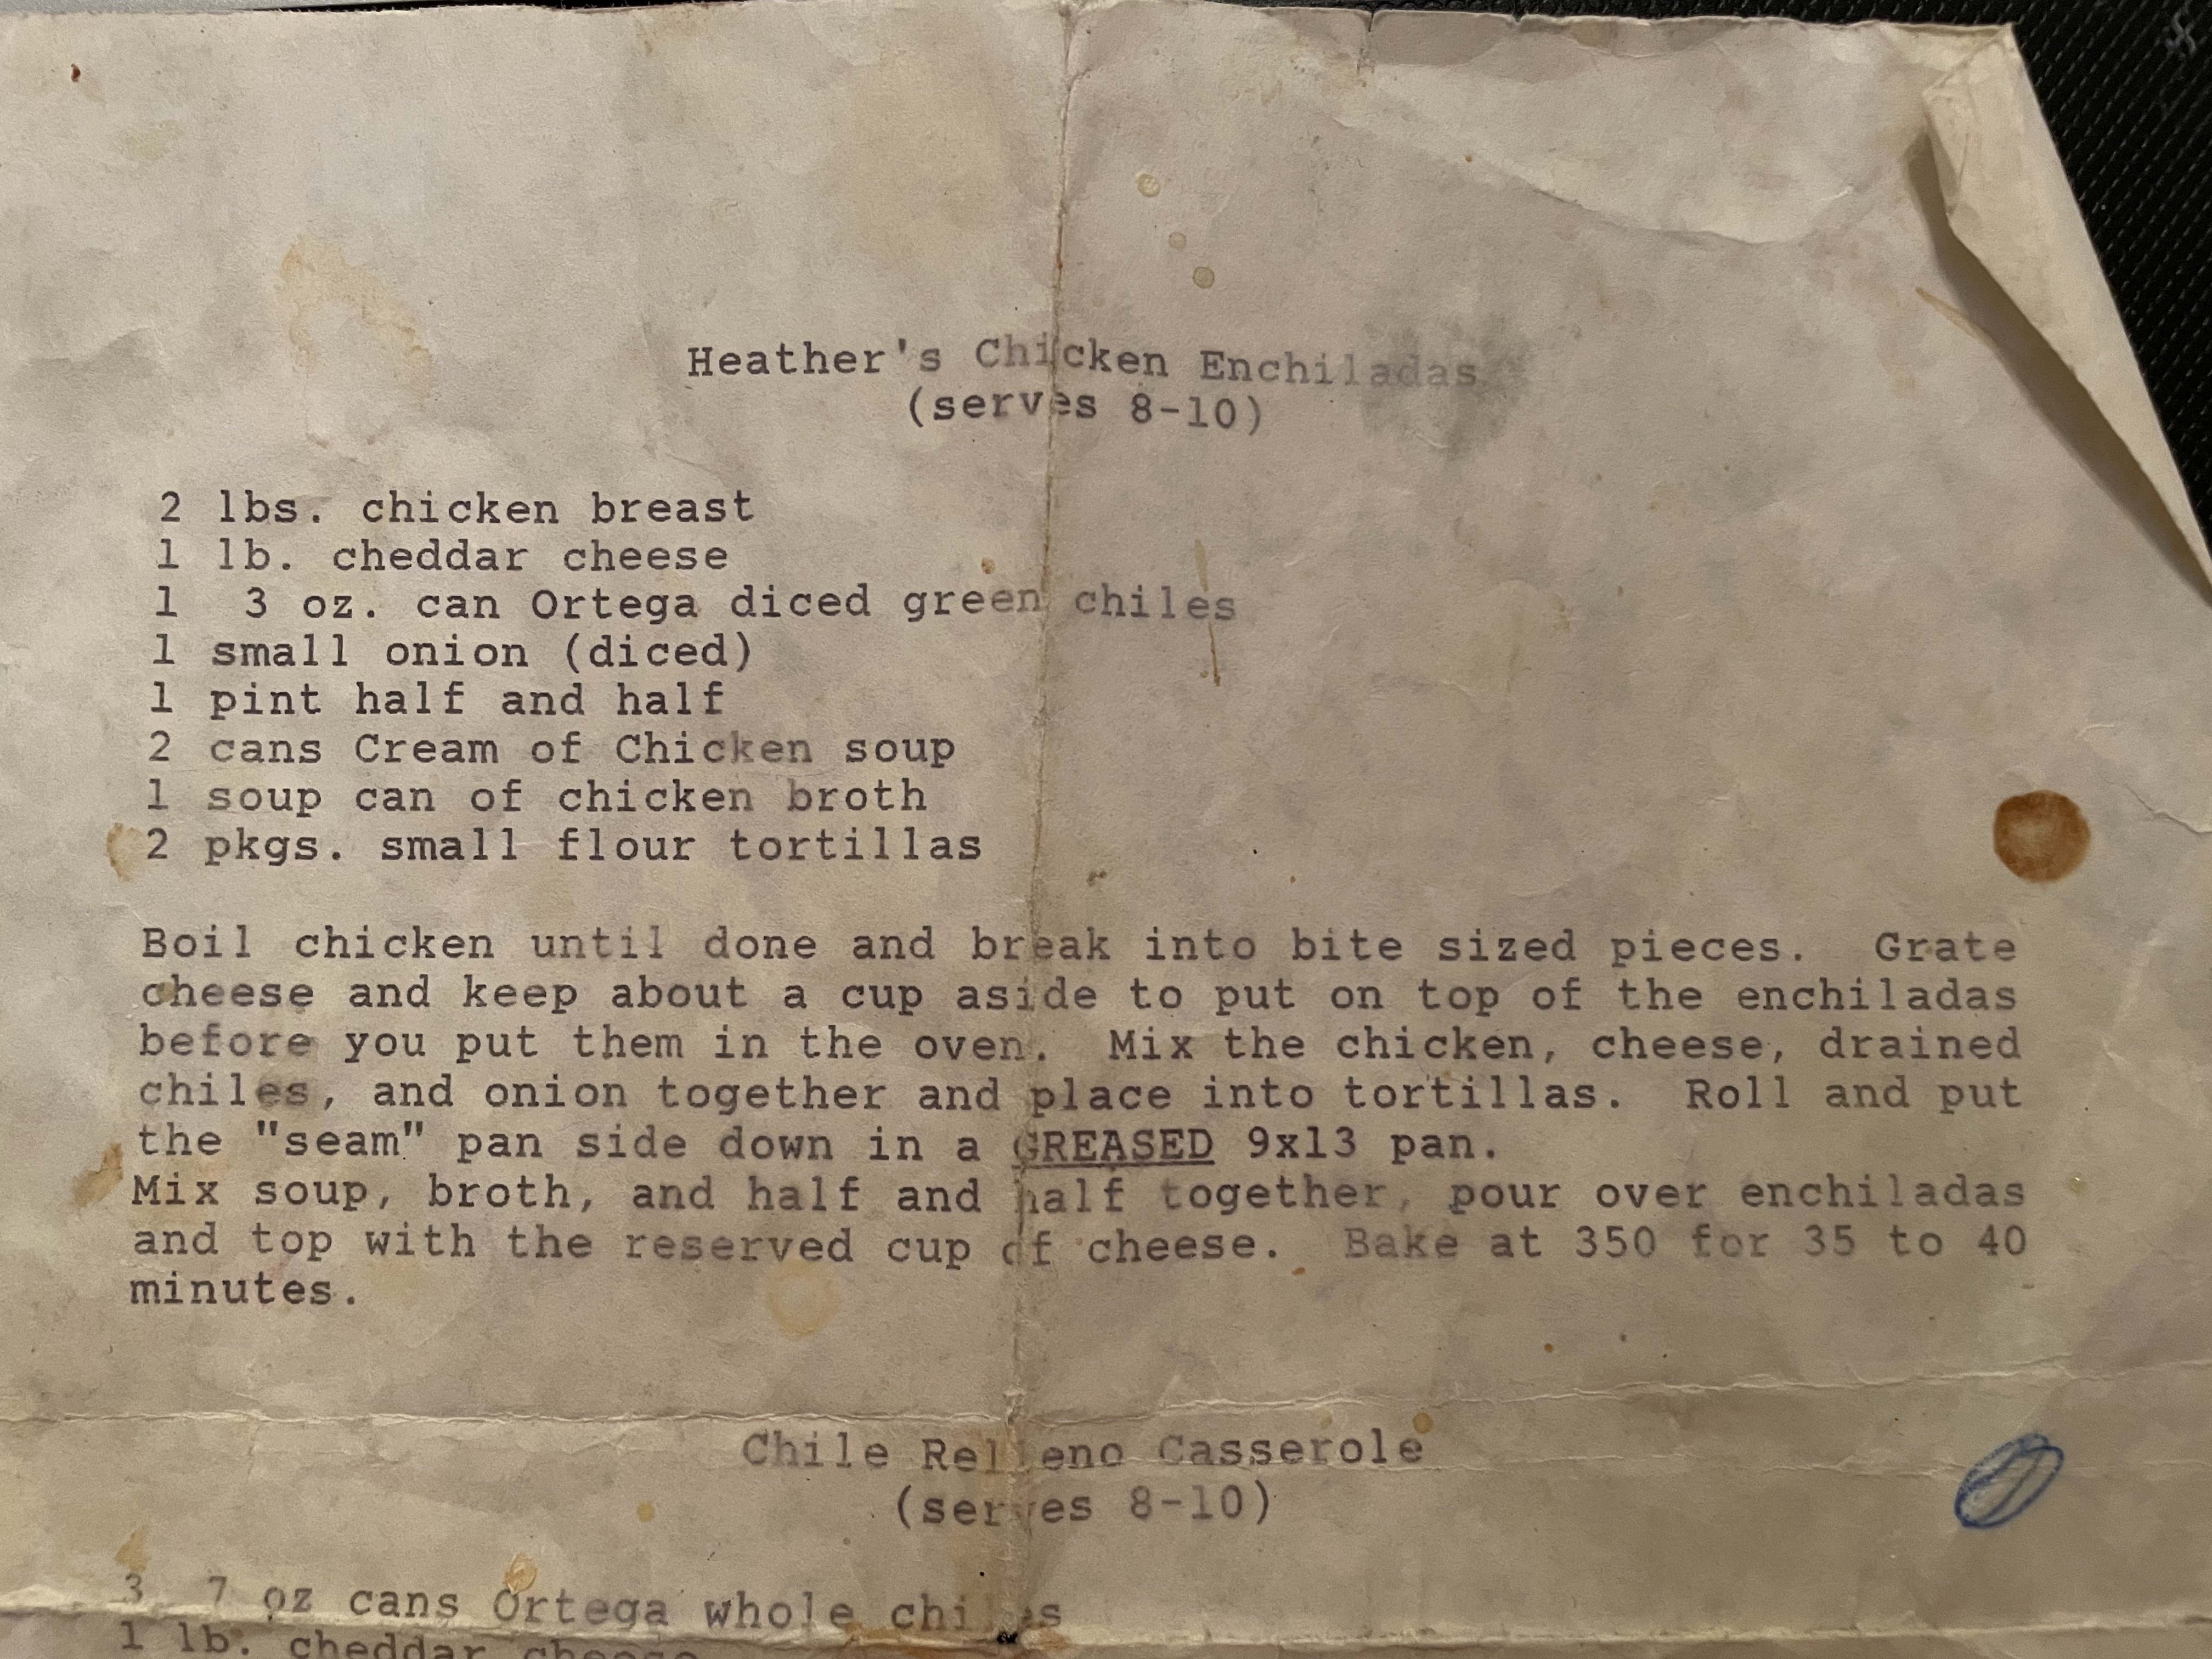 Heather's Chicken Enchiladas
(serves 8-10)
2 lbs. chicken breast
1 lb. cheddar cheese
1  3 oz. can Ortega diced green chiles
1 small onion (diced)
1 pint half and half
2 cans Cream of Chicken soup
1 soup can of chicken broth
2 pkgs. small flour tortillas
Boil chicken until done and break into bite sized pieces.  Grate
cheese and keep about a cup aside to put on top of the enchiladas
before you put them in the oven.  Mix the chicken, cheese, drained
chiles, and onion together and place into tortillas.  Roll and put
the "seam" pan side down in a GREASED 9x13 pan.
Mix soup, broth, and half and half together, pour over enchiladas
and top with the reserved cup of cheese.  Bake at 350 for 35 to 40
minutes.
Chile Relleno Casserole
(serves 8-10)
3  7 oz cans Ortega whole chiles
1 lb. cheddar cheese